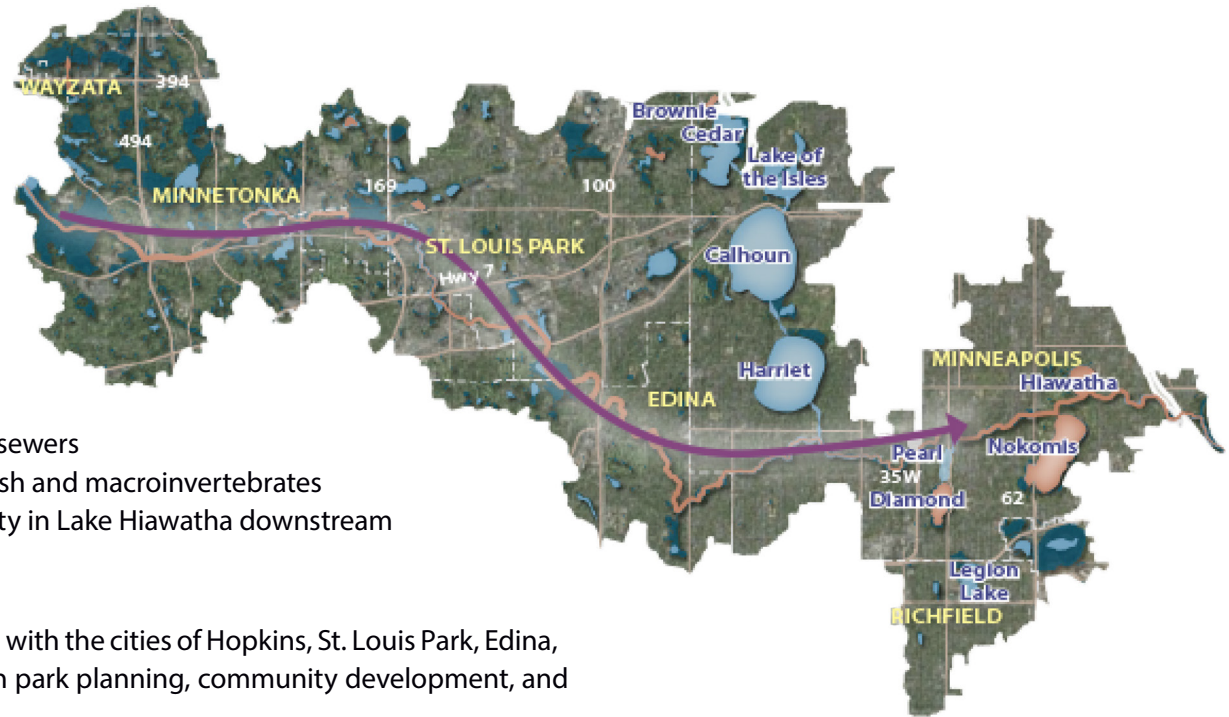 WAYZATA
394
494
MINNETONKA
169
100
Brownie
Cedar
Lake of
the Isles
ST. LOUIS PARK
Hwy 7
Calhoun
Harriet
EDINA
MINNEAPOLIS
Hiawatha
Pearl
Nokomis
35W
Diamond
62
Legion
Lake
RICHFIELD
sewers
sh and macroinvertebrates
ty in Lake Hiawatha downstream
with the cities of Hopkins, St. Louis Park, Edina,
n park planning, community development, and